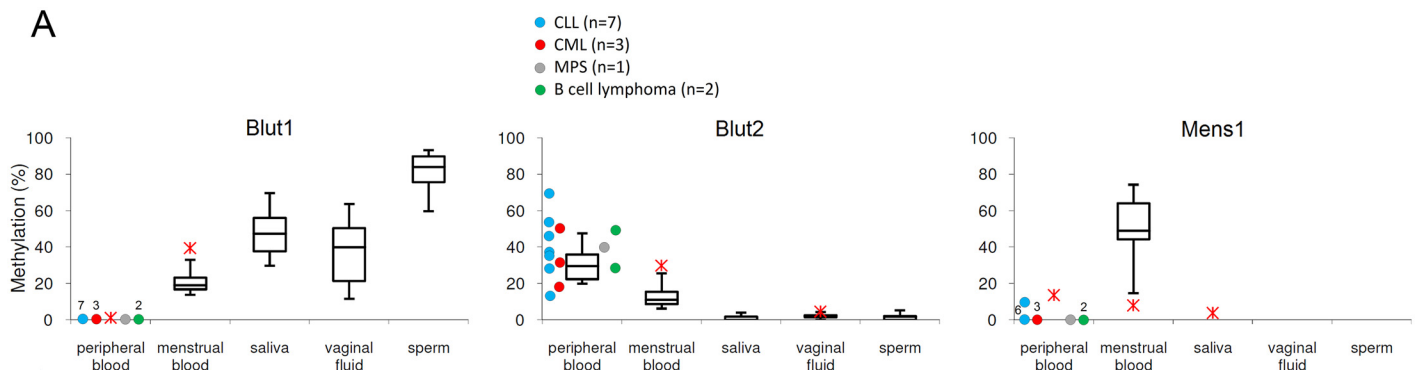 A
CLL (n=7)
CML (n=3)
MPS (n=1)
B cell lymphoma (n=2)
Blut1
Methylation (%)
100
80
60
40
20
0
7 3 2
peripheral blood
menstrual blood
saliva
vaginal fluid
sperm
Blut2
100
80
60
40
20
0
peripheral blood
menstrual blood
saliva
vaginal fluid
sperm
Mens1
100
80
60
40
20
0
6 3 2
peripheral blood
menstrual blood
saliva
vaginal fluid
sperm